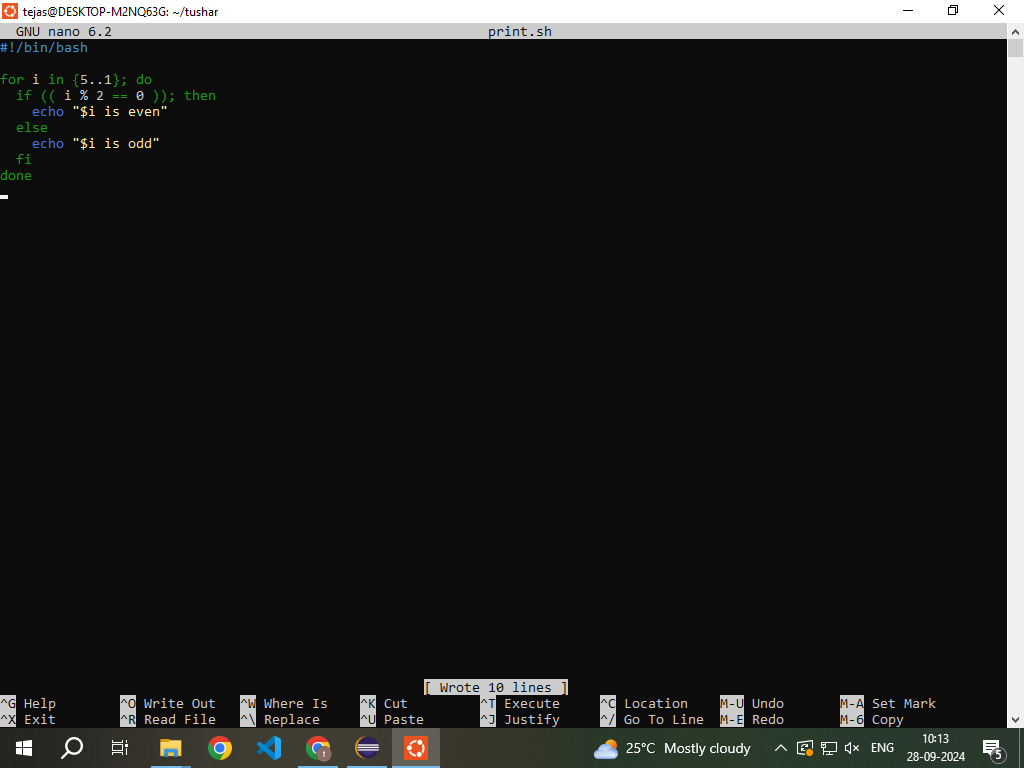 tejas@DESKTOP-M2NQ63G: ~/tushar
GNU nano 6.2 print.sh
#!/bin/bash
for i in {5..1}; do
  if (( i % 2 == 0 )); then
    echo "$i is even"
  else
    echo "$i is odd"
  fi
done
[ Wrote 10 lines ]
^G Help ^O Write Out ^W Where Is ^K Cut ^T Execute ^C Location M-U Undo M-A Set Mark
^X Exit ^R Read File ^\ Replace ^U Paste ^J Justify ^/ Go To Line M-E Redo M-6 Copy
25°C Mostly cloudy ENG 10:13
28-09-2024
5